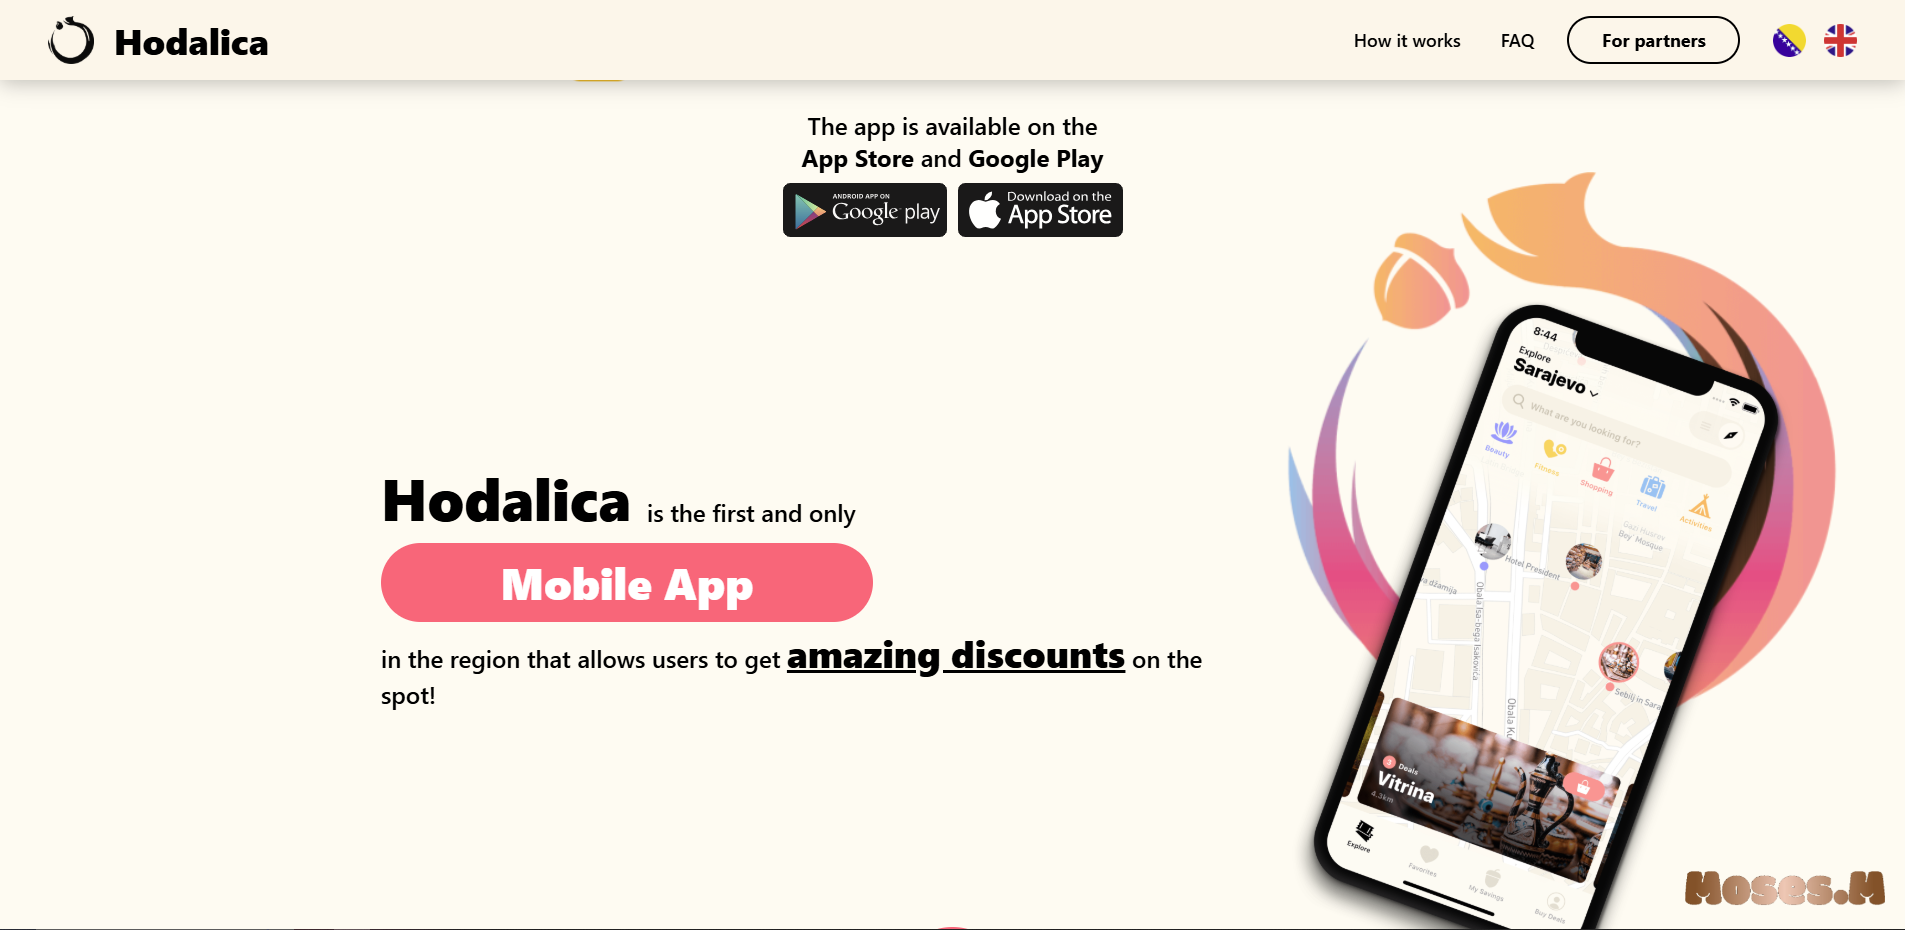 Hodalica
How it works
FAQ
For partners
The app is available on the
App Store and Google Play
ANDROID APP ON
Google play
Download on the
App Store
Hodalica is the first and only
Mobile App
in the region that allows users to get amazing discounts on the
spot!
8:44
Explore
Sarajevo
What are you looking for?
Beauty
Fitness
Shopping
Travel
Activities
Gazi Husrev
Bey Mosque
Hotel President
džamija
Obala Isa-bega Isakovića
Sebilj in Sara
Obala Ku
3 Deals
Vitrina
4.3km
Explore
Favorites
My Savings
Buy Deals
Moses.M